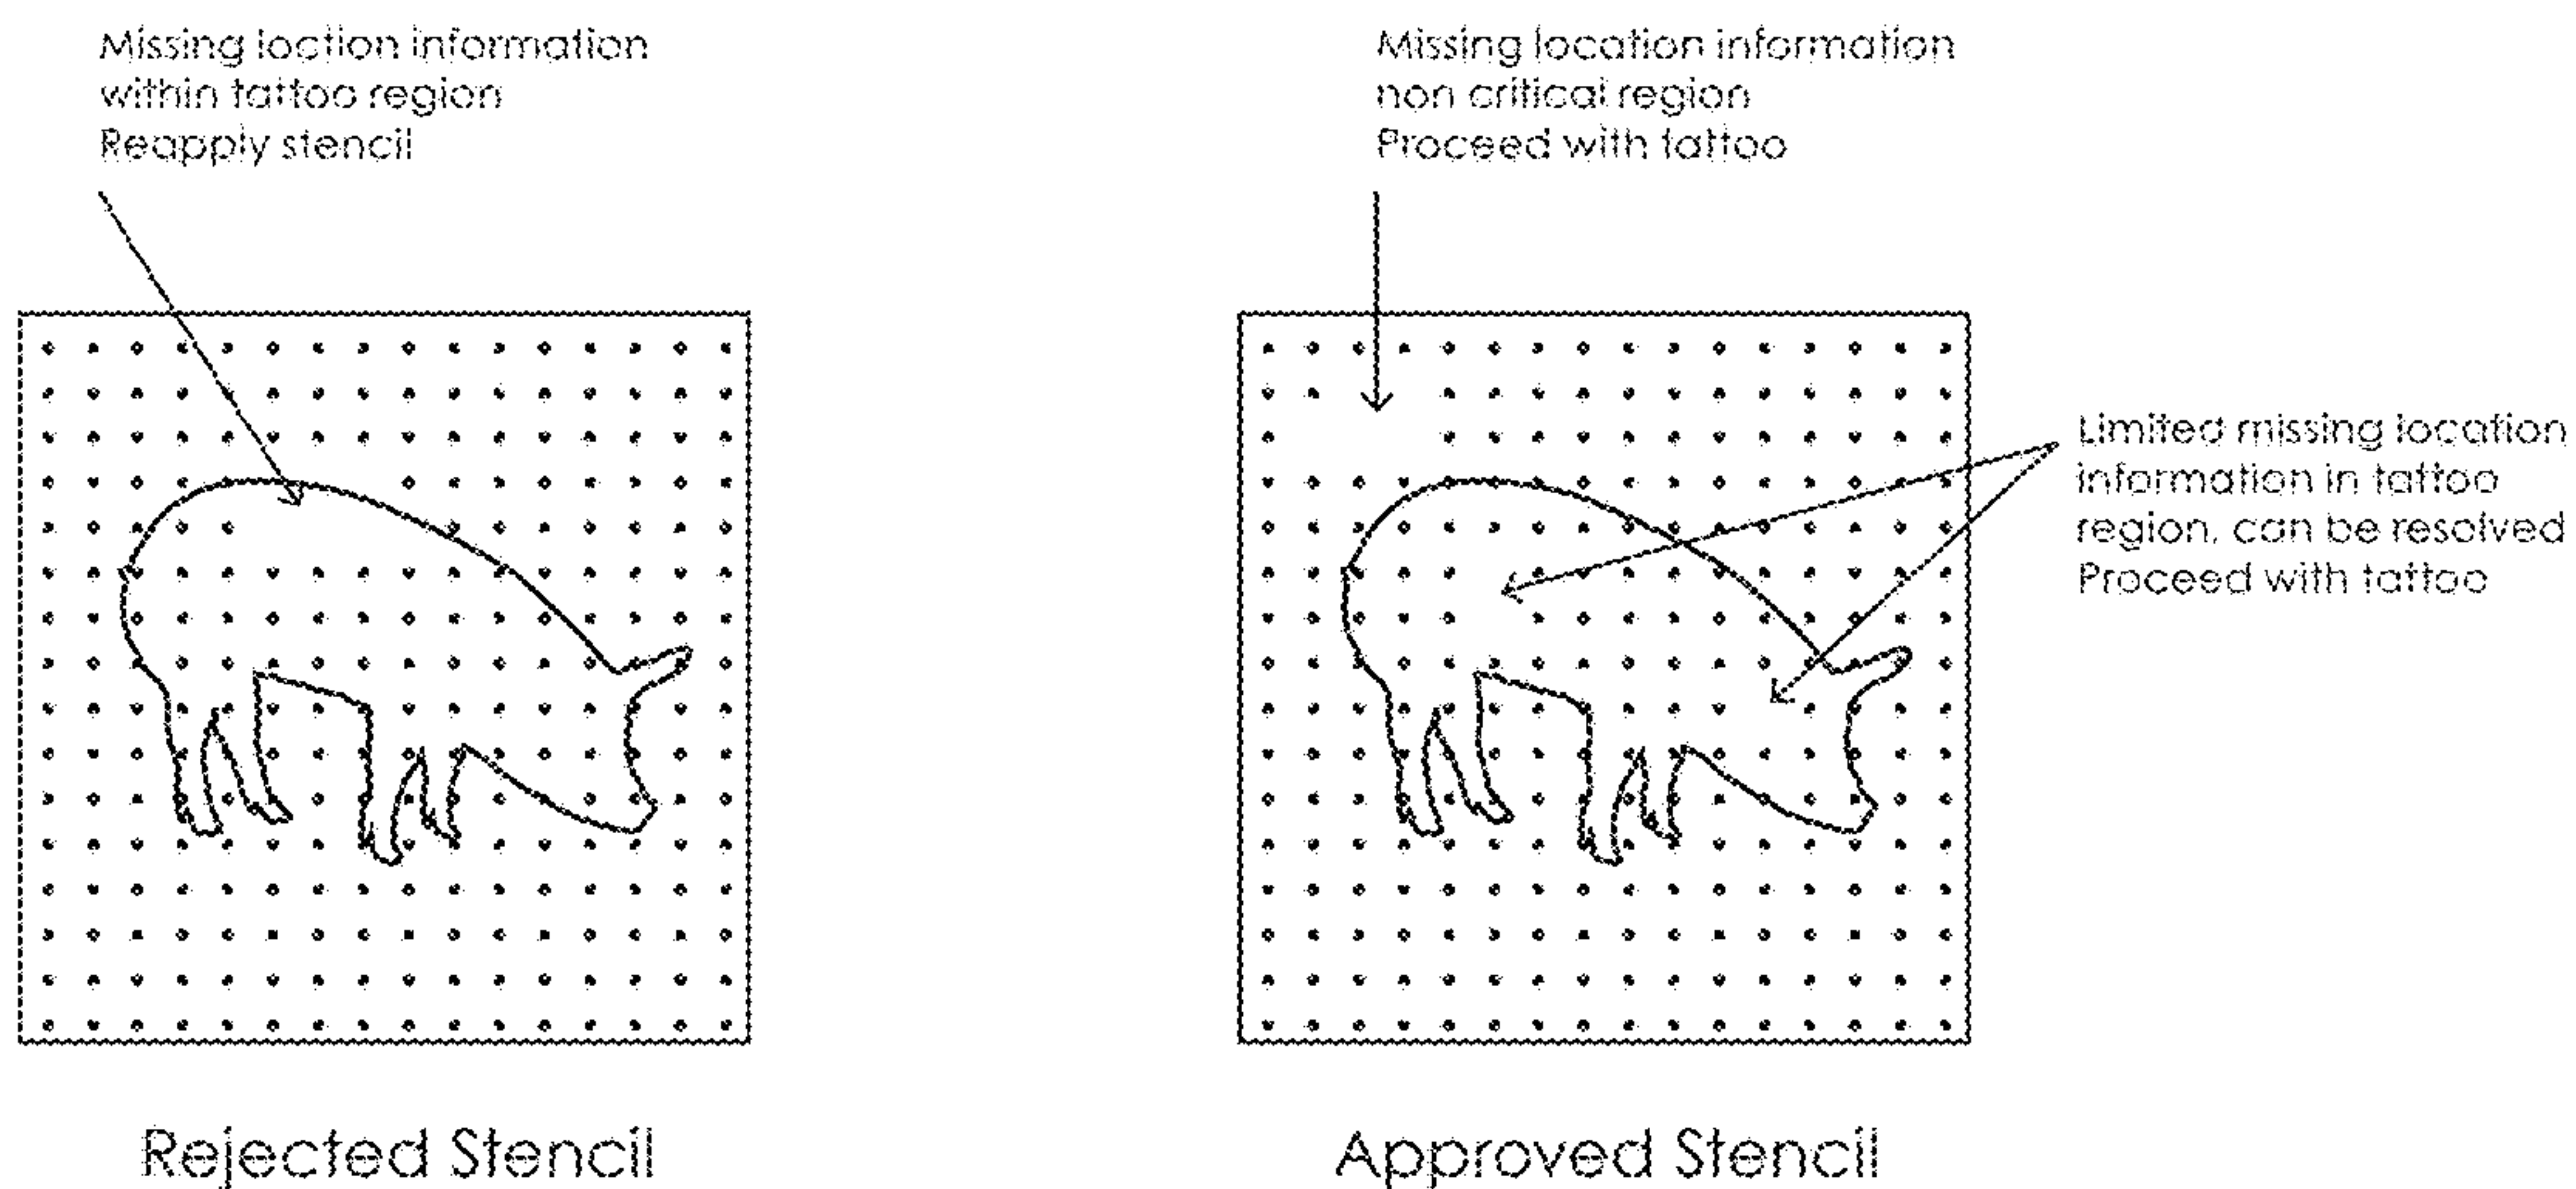 Missing loction information
within tattoo region
Reapply stencil
Missing location information
non critical region
Proceed with tattoo
Limited missing location
information in tattoo
region, can be resolved
Proceed with tattoo
Rejected Stencil
Approved Stencil